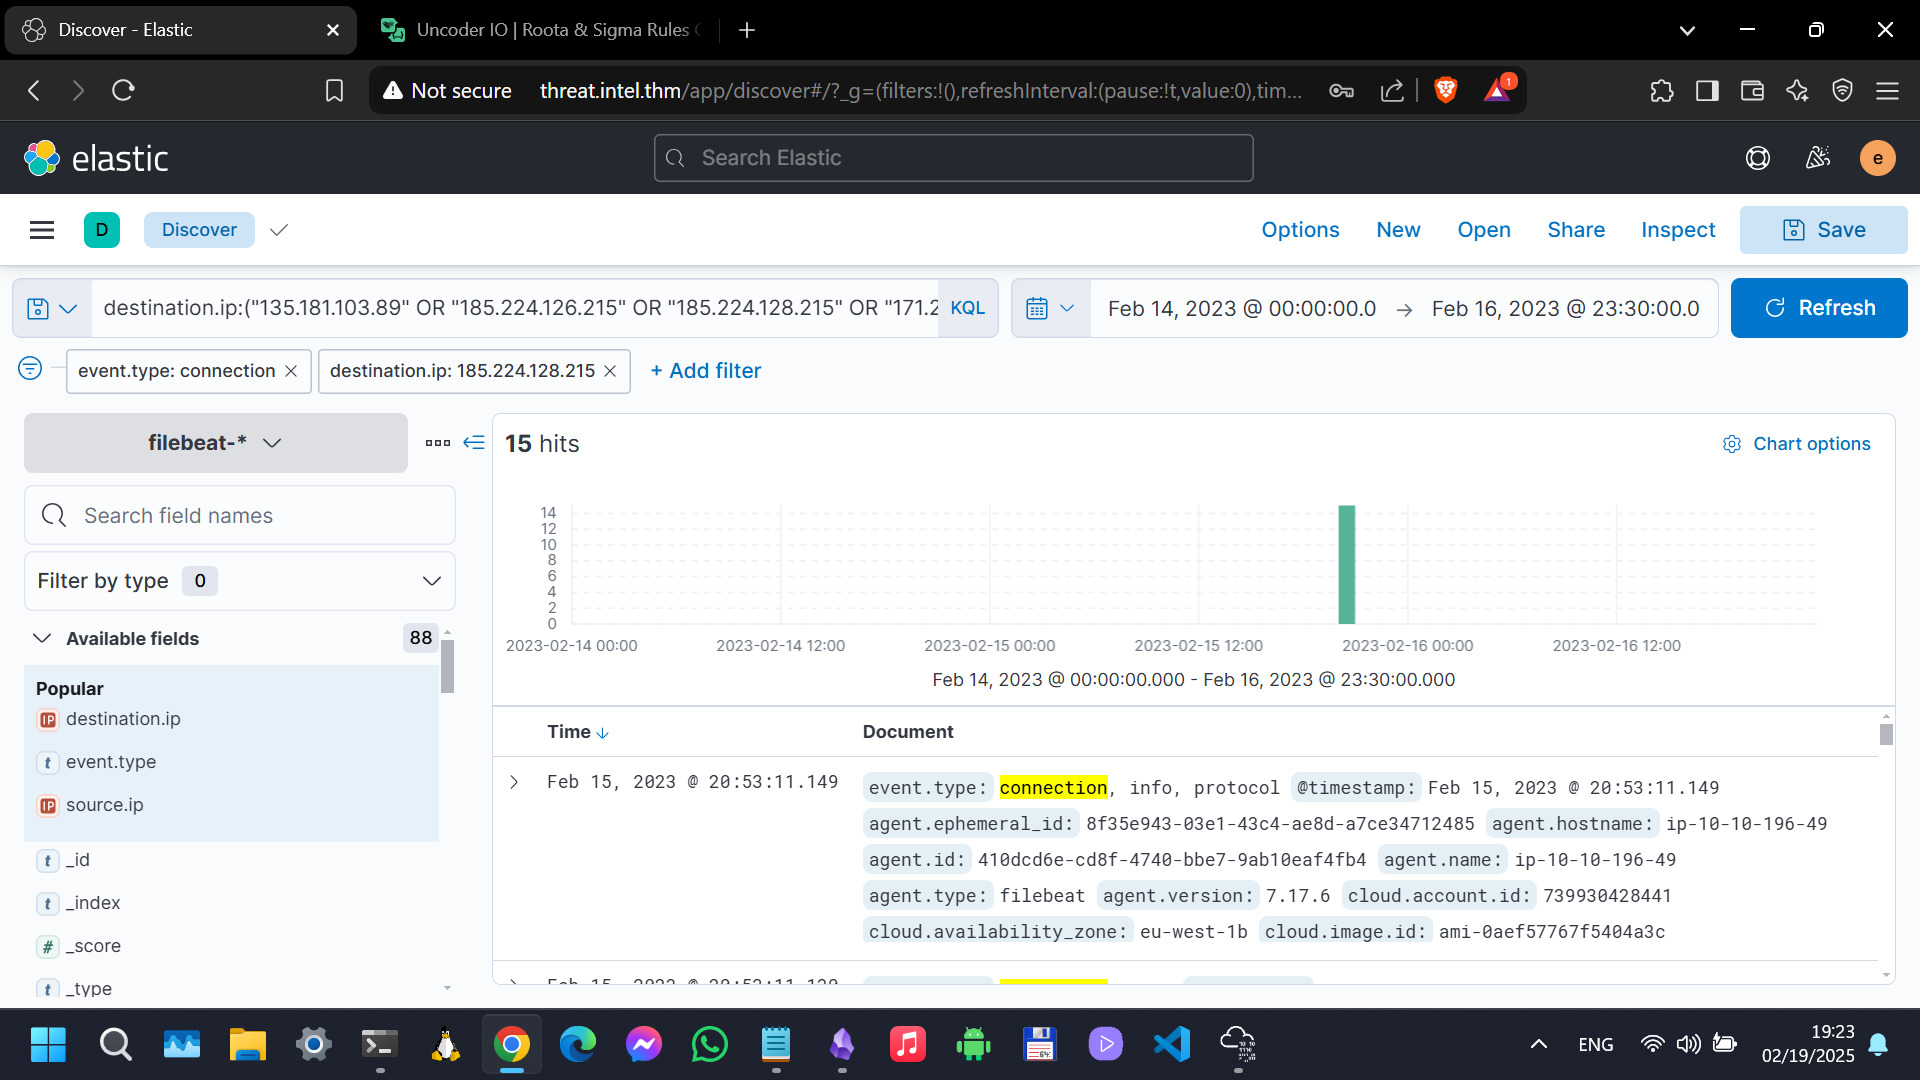 Discover - Elastic
Uncoder IO | Roota & Sigma Rules
Not secure threat.intel.thm/app/discover#/?_g=(filters:!(),refreshInterval:(pause:!t,value:0),tim...
1
elastic
Search Elastic
e
D
Discover
Options New Open Share Inspect Save
destination.ip:("135.181.103.89" OR "185.224.126.215" OR "185.224.128.215" OR "171.2 KQL
Feb 14, 2023 @ 00:00:00.0 → Feb 16, 2023 @ 23:30:00.0
Refresh
event.type: connection × destination.ip: 185.224.128.215 × + Add filter
filebeat-*
15 hits
Chart options
Search field names
Filter by type 0
Available fields 88
Popular
IP destination.ip
t event.type
IP source.ip
t _id
t _index
# _score
t _type
14
12
10
8
6
4
2
0
2023-02-14 00:00 2023-02-14 12:00 2023-02-15 00:00 2023-02-15 12:00 2023-02-16 00:00 2023-02-16 12:00
Feb 14, 2023 @ 00:00:00.000 - Feb 16, 2023 @ 23:30:00.000
Time ↓ Document
Feb 15, 2023 @ 20:53:11.149
event.type: connection, info, protocol @timestamp: Feb 15, 2023 @ 20:53:11.149
agent.ephemeral_id: 8f35e943-03e1-43c4-ae8d-a7ce34712485 agent.hostname: ip-10-10-196-49
agent.id: 410dcd6e-cd8f-4740-bbe7-9ab10eaf4fb4 agent.name: ip-10-10-196-49
agent.type: filebeat agent.version: 7.17.6 cloud.account.id: 739930428441
cloud.availability_zone: eu-west-1b cloud.image.id: ami-0aef57767f5404a3c
64
ENG
19:23
02/19/2025